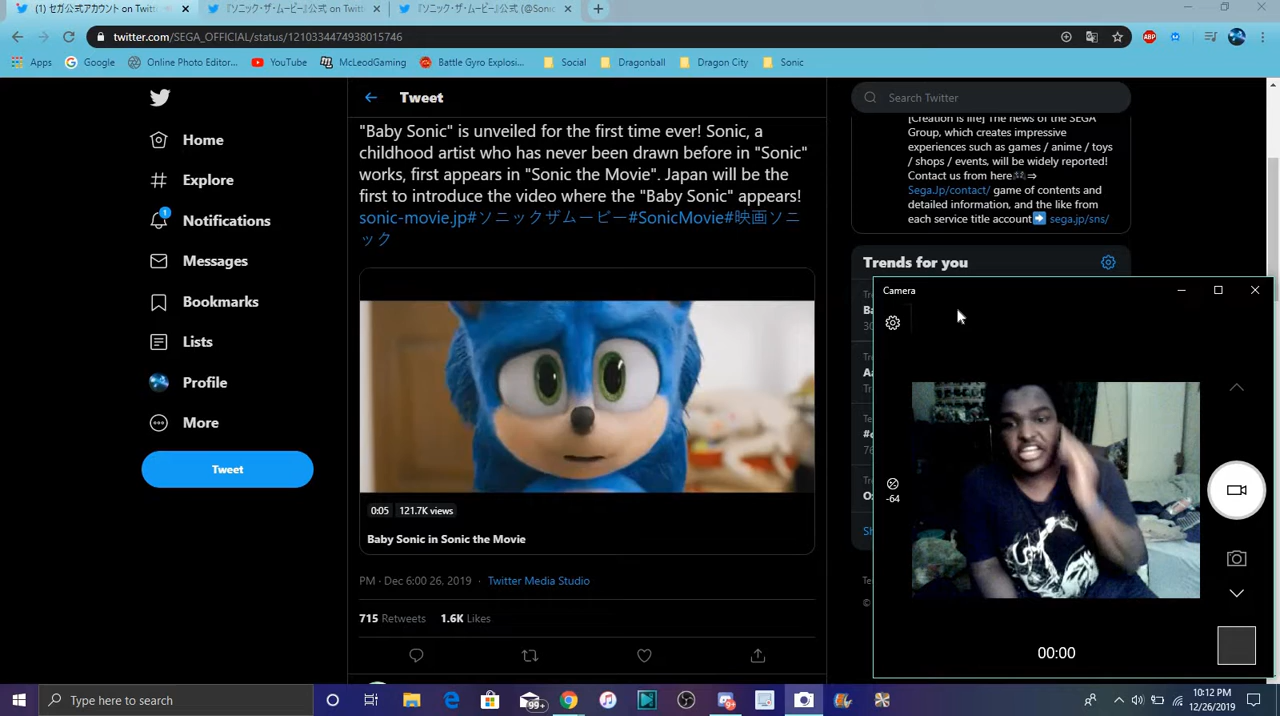 (1) セガ公式アカウント on Twitt
『ソニック・ザ・ムービー』公式 on Twitt
『ソニック・ザ・ムービー』公式 (@Soni
twitter.com/SEGA_OFFICIAL/status/1210334474938015746
ABP
Apps
Google
Online Photo Editor...
YouTube
McLeodGaming
Battle Gyro Explosi...
Social
Dragonball
Dragon City
Sonic
Home
Explore
1
Notifications
Messages
Bookmarks
Lists
Profile
More
Tweet
Tweet
"Baby Sonic" is unveiled for the first time ever! Sonic, a
childhood artist who has never been drawn before in "Sonic"
works, first appears in "Sonic the Movie". Japan will be the
first to introduce the video where the "Baby Sonic" appears!
sonic-movie.jp#ソニックザムービー#SonicMovie#映画ソニ
ック
0:05
121.7K views
Baby Sonic in Sonic the Movie
PM · Dec 6:00 26, 2019 · Twitter Media Studio
715 Retweets 1.6K Likes
Search Twitter
[Creation is life] The news of the SEGA
Group, which creates impressive
experiences such as games / anime / toys
/ shops / events, will be widely reported!
Contact us from here🎮⇒
Sega.Jp/contact/ game of contents and
detailed information, and the like from
each service title account➡ sega.jp/sns/
Trends for you
Camera
-64
00:00
Type here to search
99+
10:12 PM
12/26/2019